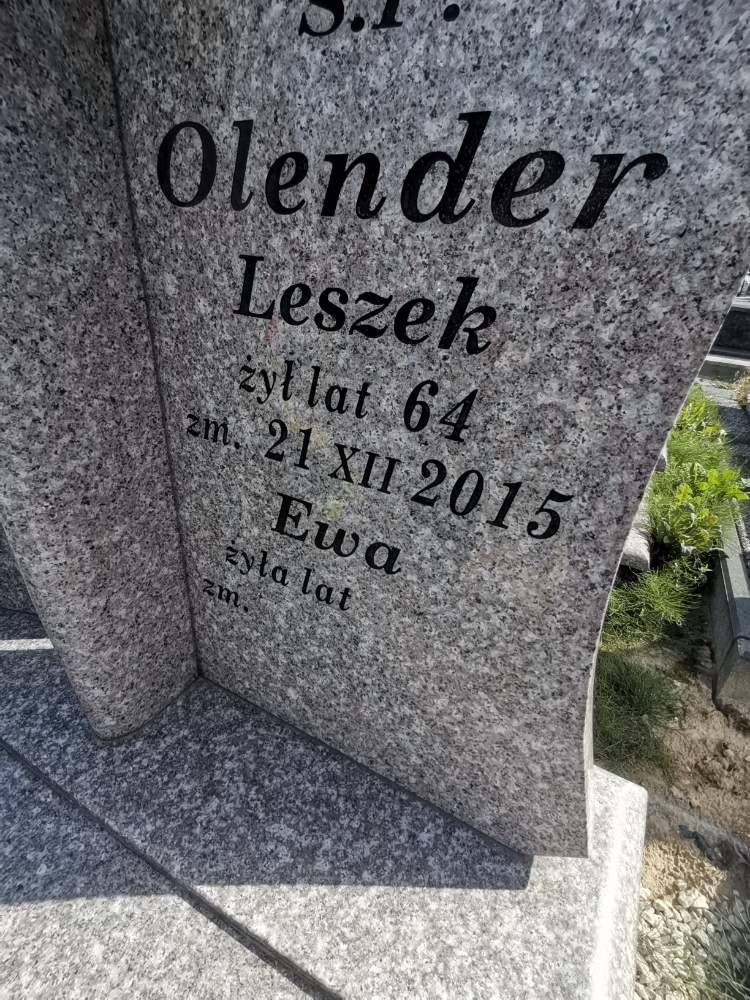 Ś.P.
Olender
Leszek
żył lat 64
zm. 21 XII 2015
Ewa
żyła lat
zm.